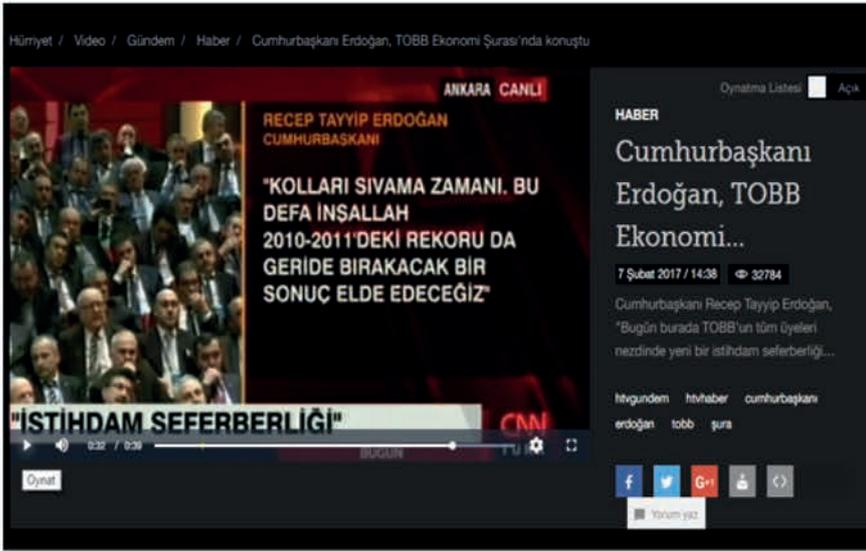 Hürriyet / Video / Gündem / Haber / Cumhurbaşkanı Erdoğan, TOBB Ekonomi Şurası'nda konuştu
ANKARA CANLI
RECEP TAYYİP ERDOĞAN
CUMHURBAŞKANI
"KOLLARI SIVAMA ZAMANI. BU
DEFA İNŞALLAH
2010-2011'DEKİ REKORU DA
GERİDE BIRAKACAK BİR
SONUÇ ELDE EDECEĞİZ"
"İSTİHDAM SEFERBERLİĞİ"
CNN
0:32 / 0:39
BUGÜN
Oynat
Oynatma Listesi Açık
HABER
Cumhurbaşkanı
Erdoğan, TOBB
Ekonomi...
7 Şubat 2017 / 14:38 32784
Cumhurbaşkanı Recep Tayyip Erdoğan,
"Bugün burada TOBB'un tüm üyeleri
nezdinde yeni bir istihdam seferberliği...
htvgundem htvhaber cumhurbaşkanı
erdoğan tobb şura
f G+1
Yorum yaz